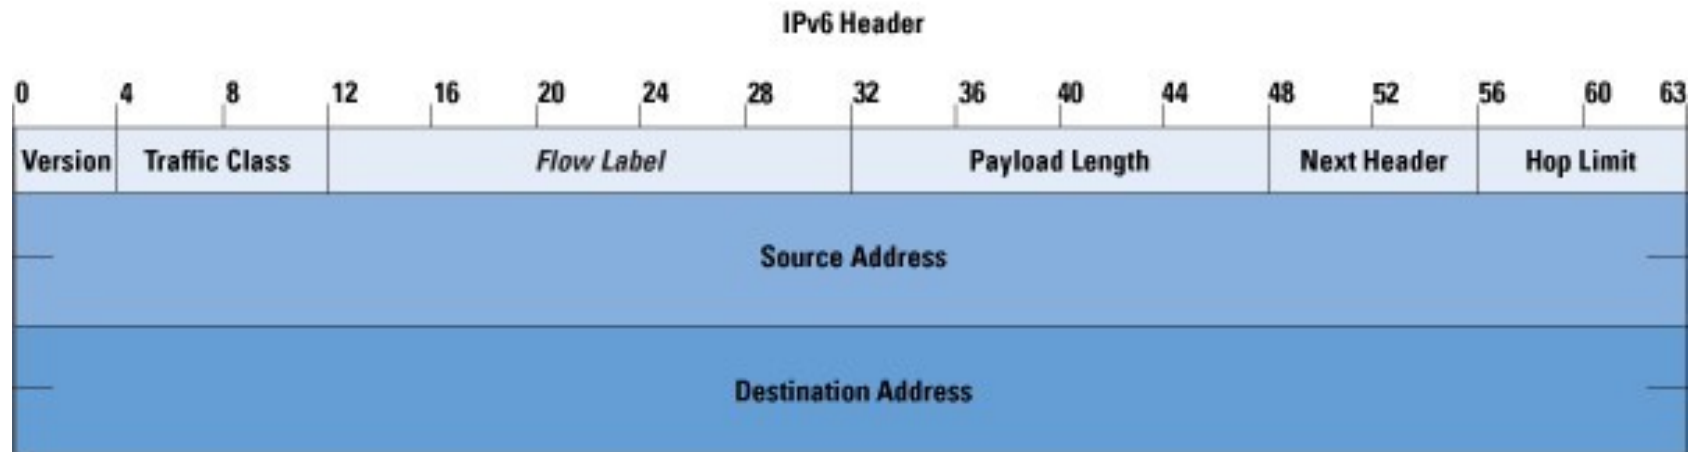 IPv6 Header
0 4 8 12 16 20 24 28 32 36 40 44 48 52 56 60 63
Version Traffic Class Flow Label Payload Length Next Header Hop Limit
Source Address
Destination Address